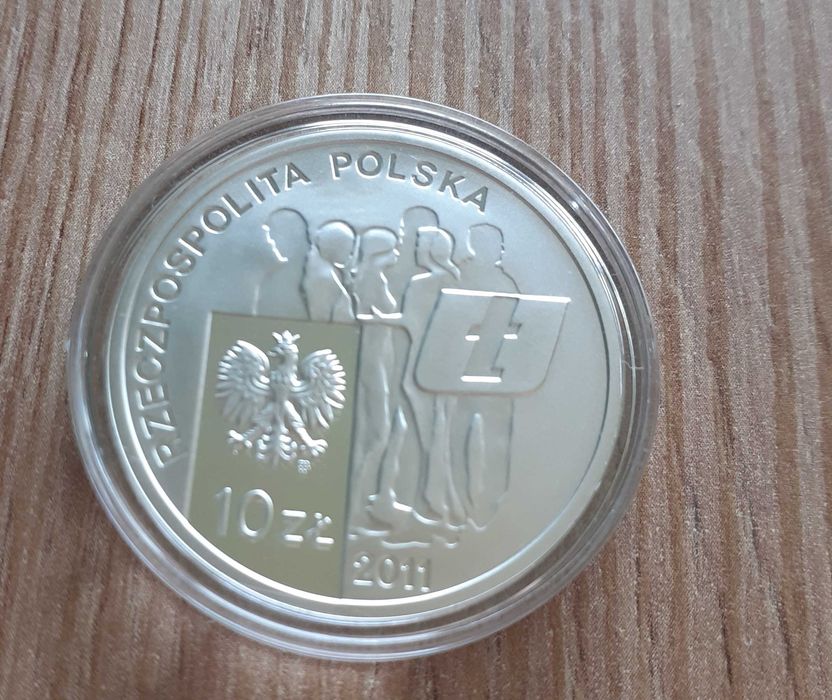 RZECZPOSPOLITA POLSKA
Ł
10 ZŁ
2011